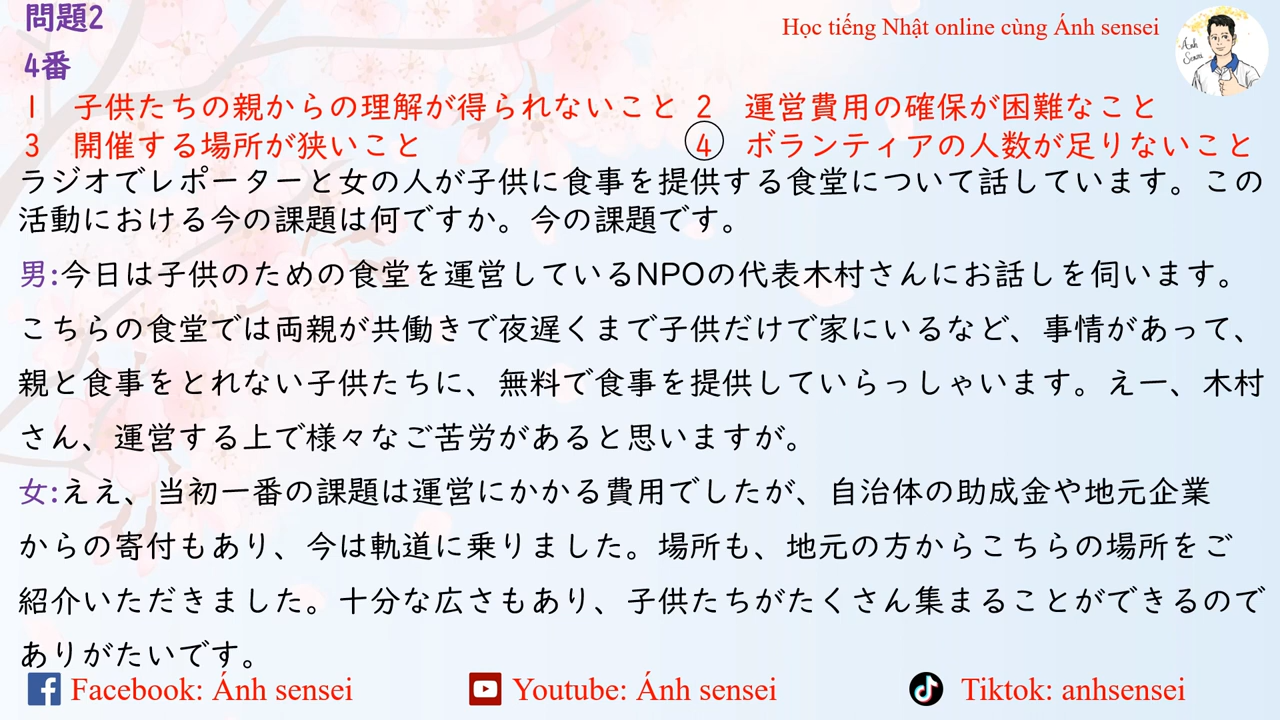 問題2
Học tiếng Nhật online cùng Ánh sensei
Anh Sensei
4番
1 子供たちの親からの理解が得られないこと 2 運営費用の確保が困難なこと
3 開催する場所が狭いこと 4 ボランティアの人数が足りないこと
ラジオでレポーターと女の人が子供に食事を提供する食堂について話しています。この
活動における今の課題は何ですか。今の課題です。
男:今日は子供のための食堂を運営しているNPOの代表木村さんにお話しを伺います。
こちらの食堂では両親が共働きで夜遅くまで子供だけで家にいるなど、事情があって、
親と食事をとれない子供たちに、無料で食事を提供していらっしゃいます。えー、木村
さん、運営する上で様々なご苦労があると思いますが。
女:ええ、当初一番の課題は運営にかかる費用でしたが、自治体の助成金や地元企業
からの寄付もあり、今は軌道に乗りました。場所も、地元の方からこちらの場所をご
紹介いただきました。十分な広さもあり、子供たちがたくさん集まることができるので
ありがたいです。
Facebook: Ánh sensei
Youtube: Ánh sensei
Tiktok: anhsensei